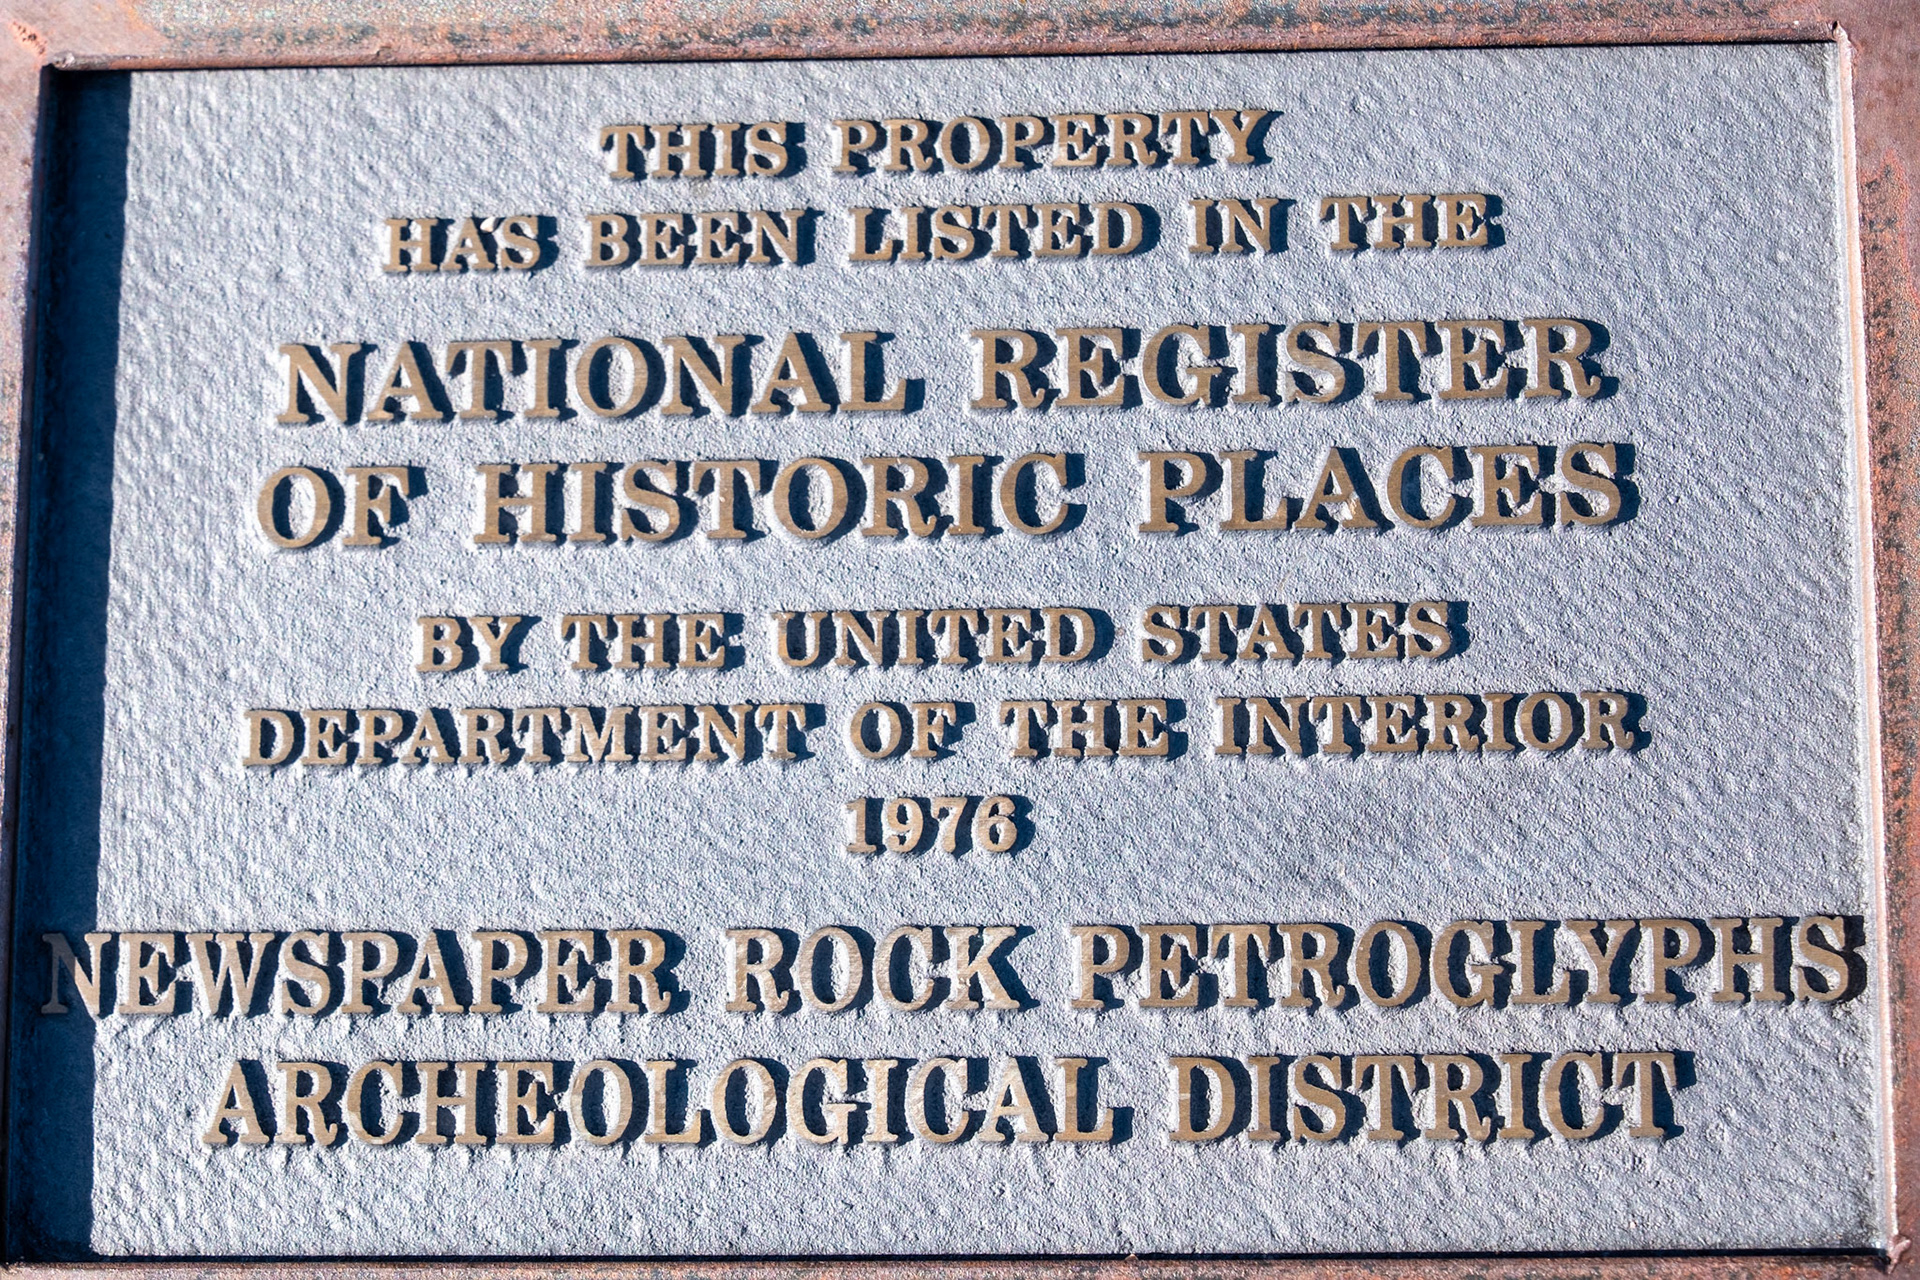 THIS PROPERTY
HAS BEEN LISTED IN THE
NATIONAL REGISTER
OF HISTORIC PLACES
BY THE UNITED STATES
DEPARTMENT OF THE INTERIOR
1976
NEWSPAPER ROCK PETROGLYPHS
ARCHEOLOGICAL DISTRICT